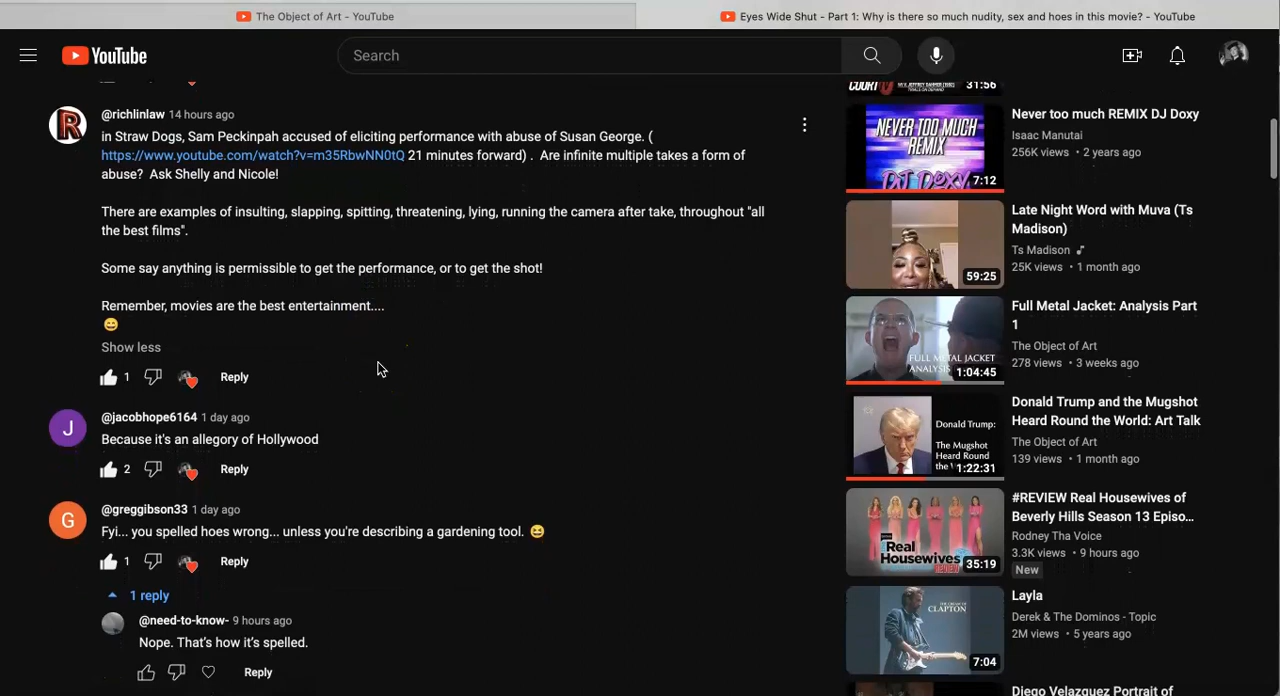 The Object of Art - YouTube
Eyes Wide Shut - Part 1: Why is there so much nudity, sex and hoes in this movie? - YouTube
YouTube
Search
@richlinlaw 14 hours ago
in Straw Dogs, Sam Peckinpah accused of eliciting performance with abuse of Susan George. (
https://www.youtube.com/watch?v=m35RbwNN0tQ 21 minutes forward) . Are infinite multiple takes a form of
abuse? Ask Shelly and Nicole!
There are examples of insulting, slapping, spitting, threatening, lying, running the camera after take, throughout "all
the best films".
Some say anything is permissible to get the performance, or to get the shot!
Remember, movies are the best entertainment....
😄
Show less
1 Reply
@jacobhope6164 1 day ago
Because it's an allegory of Hollywood
2 Reply
@greggibson33 1 day ago
Fyi... you spelled hoes wrong... unless you're describing a gardening tool. 😆
1 Reply
1 reply
@need-to-know- 9 hours ago
Nope. That's how it's spelled.
Reply
31:56
NEVER TOO MUCH
REMIX
DJ DOXY
7:12
Never too much REMIX DJ Doxy
Isaac Manutai
256K views • 2 years ago
59:25
Late Night Word with Muva (Ts
Madison)
Ts Madison
25K views • 1 month ago
FULL METAL JACKET
ANALYSIS
1:04:45
Full Metal Jacket: Analysis Part
1
The Object of Art
278 views • 3 weeks ago
Donald Trump:
The Mugshot
Heard Round
the
1:22:31
Donald Trump and the Mugshot
Heard Round the World: Art Talk
The Object of Art
139 views • 1 month ago
Real
Housewives
REVIEW
35:19
#REVIEW Real Housewives of
Beverly Hills Season 13 Episo...
Rodney Tha Voice
3.3K views • 9 hours ago
New
CLAPTON
7:04
Layla
Derek & The Dominos - Topic
2M views • 5 years ago
Diego Velazquez Portrait of